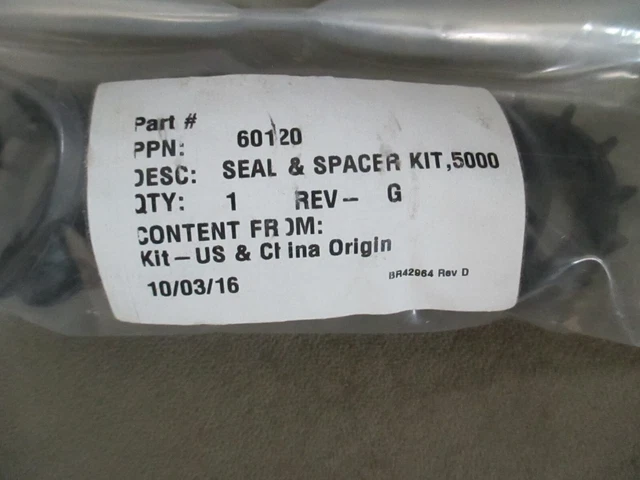 Part #
PPN: 60120
DESC: SEAL & SPACER KIT,5000
QTY: 1 REV- G
CONTENT FROM:
Kit-US & China Origin
10/03/16
BR42964 Rev D